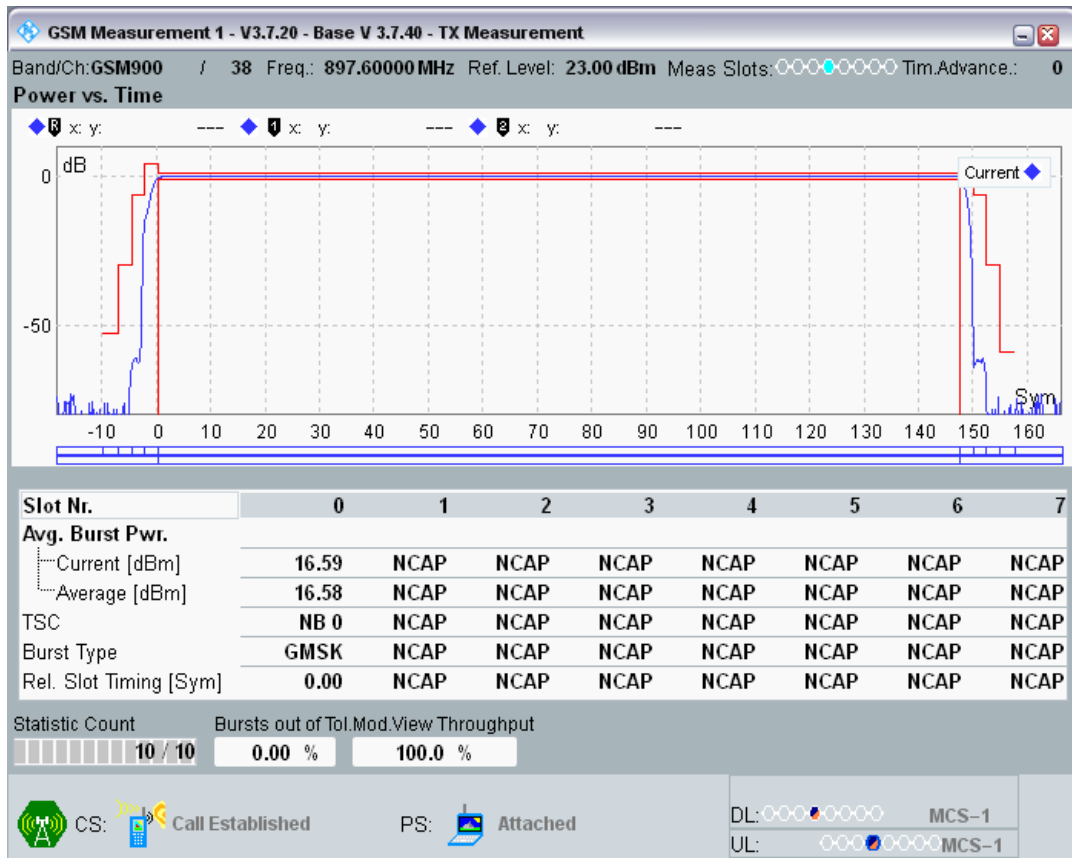 GSM Measurement 1 - V3.7.20 - Base V 3.7.40 - TX Measurement
Band/Ch:GSM900 / 38 Freq.: 897.60000 MHz Ref. Level: 23.00 dBm Meas Slots: Tim.Advance.: 0
Power vs. Time
R x: y: --- 1 x: y: --- 2 x: y: ---
dB
Current
0
-50
Sym
-10 0 10 20 30 40 50 60 70 80 90 100 110 120 130 140 150 160
Slot Nr. 0 1 2 3 4 5 6 7
Avg. Burst Pwr.
Current [dBm] 16.59 NCAP NCAP NCAP NCAP NCAP NCAP NCAP
Average [dBm] 16.58 NCAP NCAP NCAP NCAP NCAP NCAP NCAP
TSC NB 0 NCAP NCAP NCAP NCAP NCAP NCAP NCAP
Burst Type GMSK NCAP NCAP NCAP NCAP NCAP NCAP NCAP
Rel. Slot Timing [Sym] 0.00 NCAP NCAP NCAP NCAP NCAP NCAP NCAP
Statistic Count Bursts out of Tol. Mod.View Throughput
10 / 10 0.00 % 100.0 %
CS: Call Established PS: Attached
DL: MCS-1
UL: MCS-1